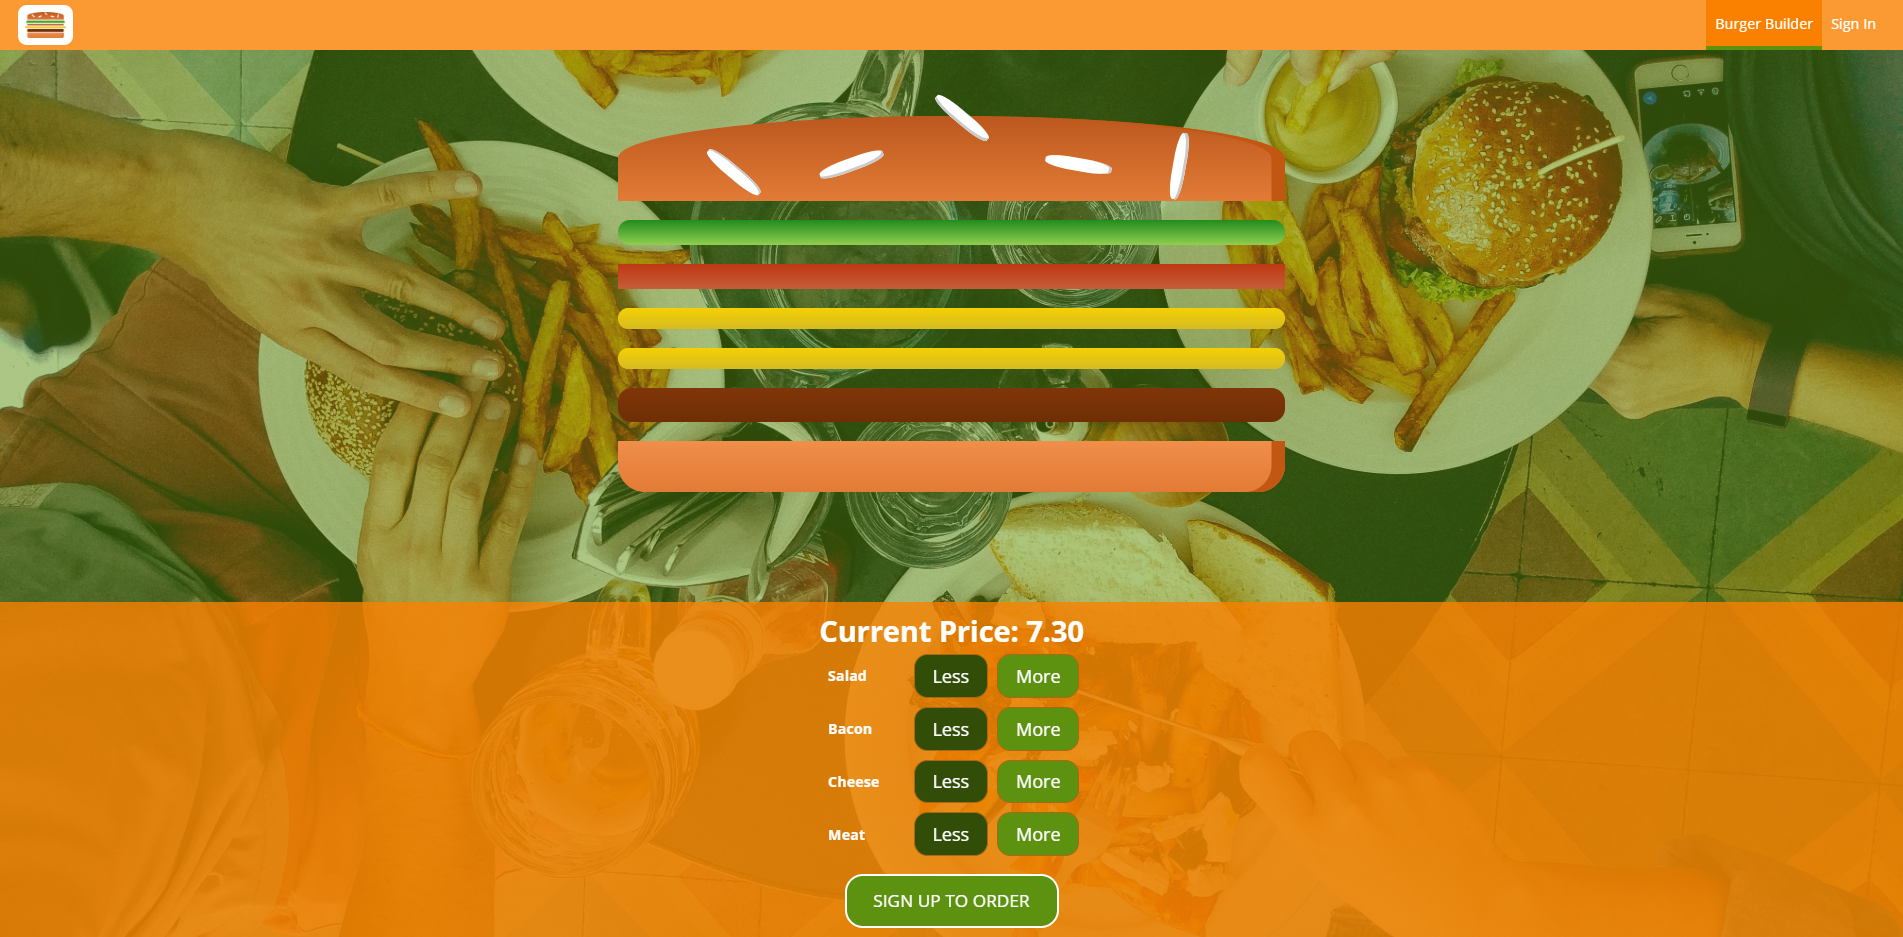 Burger Builder Sign In
Current Price: 7.30
Salad Less More
Bacon Less More
Cheese Less More
Meat Less More
SIGN UP TO ORDER